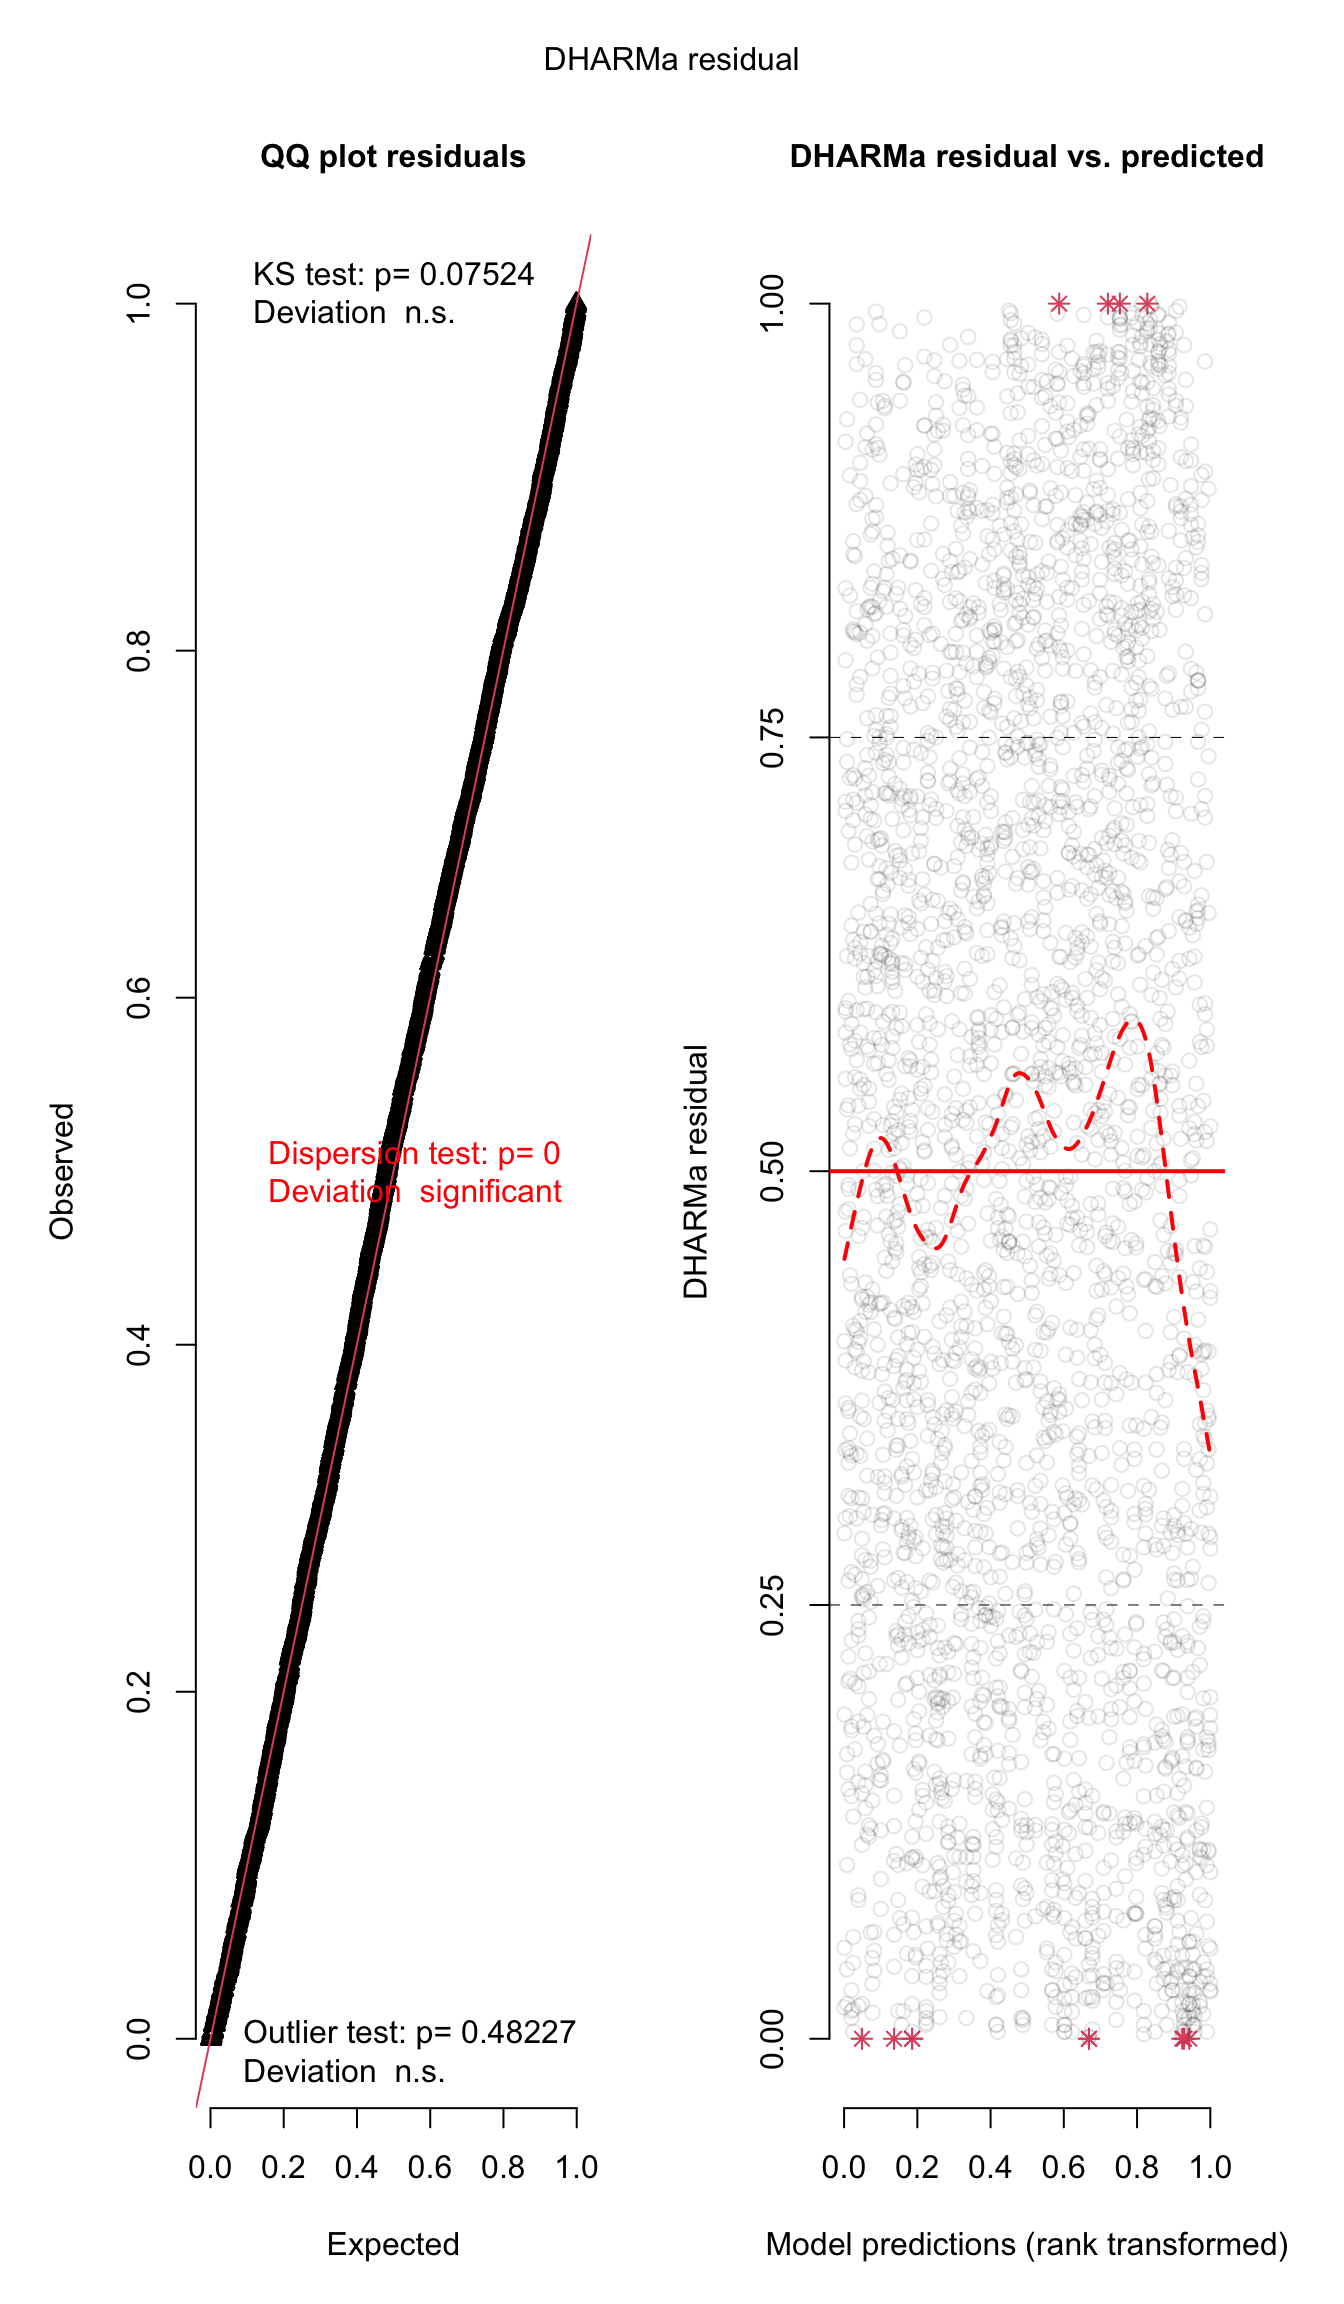 DHARMa residual
QQ plot residuals
KS test: p= 0.07524
Deviation  n.s.
1.0
0.8
0.6
0.4
0.2
0.0
Observed
Dispersion test: p= 0
Deviation  significant
Outlier test: p= 0.48227
Deviation  n.s.
0.0 0.2 0.4 0.6 0.8 1.0
Expected
DHARMa residual vs. predicted
1.00
0.75
0.50
0.25
0.00
DHARMa residual
0.0 0.2 0.4 0.6 0.8 1.0
Model predictions (rank transformed)